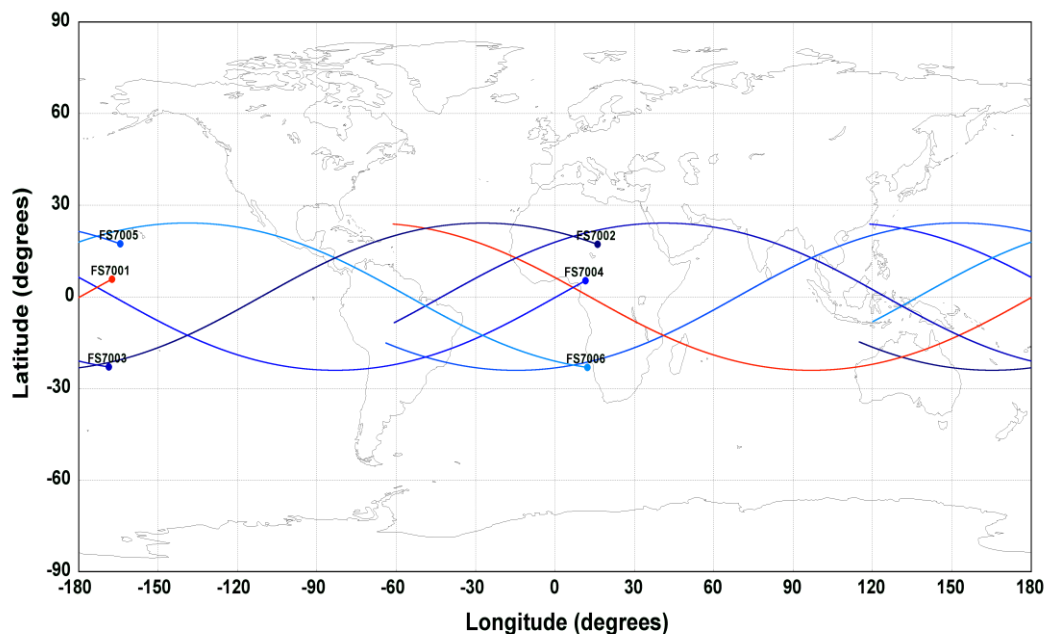 90
60
30
0
-30
-60
-90
Latitude (degrees)
FS7005
FS7002
FS7001
FS7004
FS7003
FS7006
-180 -150 -120 -90 -60 -30 0 30 60 90 120 150 180
Longitude (degrees)